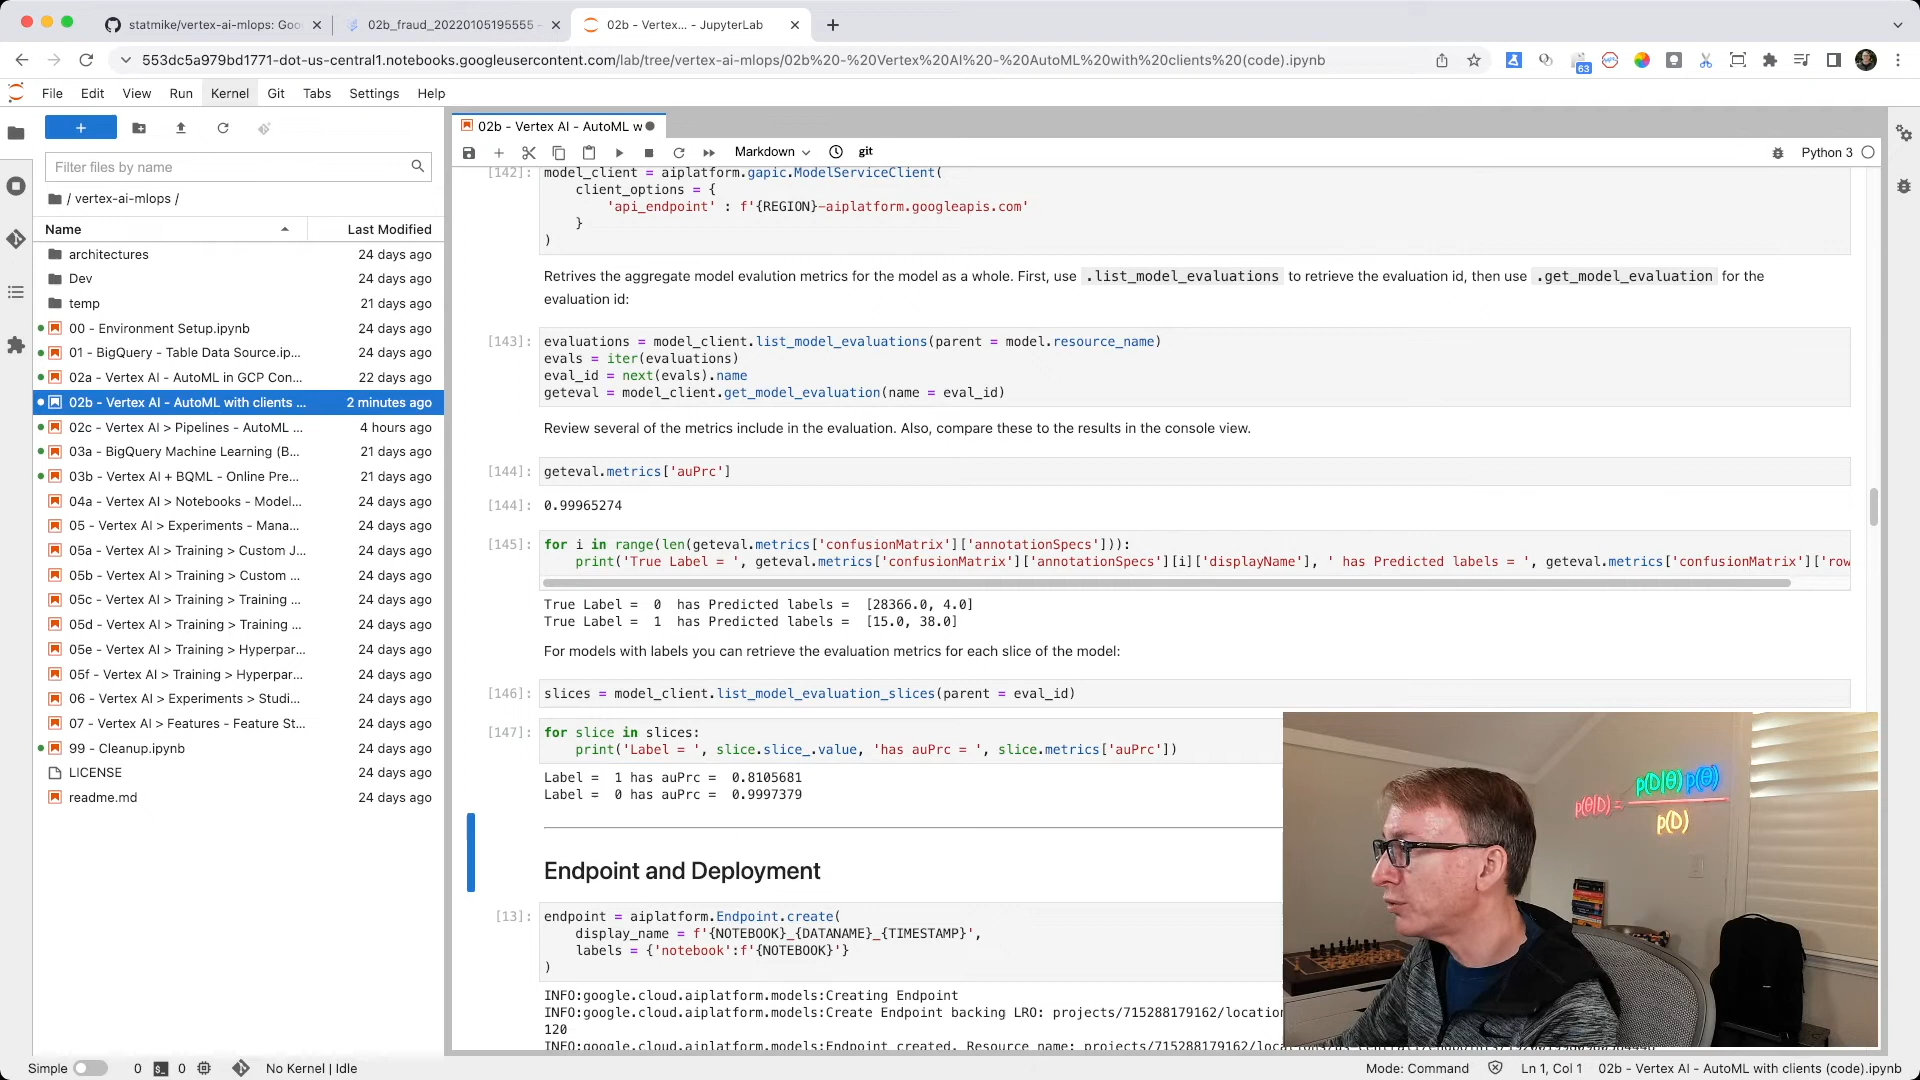 statmike/vertex-ai-mlops: Goo
02b_fraud_20220105195555 -
02b - Vertex... - JupyterLab
553dc5a979bd1771-dot-us-central1.notebooks.googleusercontent.com/lab/tree/vertex-ai-mlops/02b%20-%20Vertex%20AI%20-%20AutoML%20with%20clients%20(code).ipynb
63
File Edit View Run Kernel Git Tabs Settings Help
02b - Vertex AI - AutoML w
Markdown
git
Python 3
Filter files by name
/ vertex-ai-mlops /
Name Last Modified
architectures 24 days ago
Dev 24 days ago
temp 21 days ago
00 - Environment Setup.ipynb 24 days ago
01 - BigQuery - Table Data Source.ip... 24 days ago
02a - Vertex AI - AutoML in GCP Con... 22 days ago
02b - Vertex AI - AutoML with clients ... 2 minutes ago
02c - Vertex AI > Pipelines - AutoML ... 4 hours ago
03a - BigQuery Machine Learning (B... 21 days ago
03b - Vertex AI + BQML - Online Pre... 21 days ago
04a - Vertex AI > Notebooks - Model... 24 days ago
05 - Vertex AI > Experiments - Mana... 24 days ago
05a - Vertex AI > Training > Custom J... 24 days ago
05b - Vertex AI > Training > Custom ... 24 days ago
05c - Vertex AI > Training > Training ... 24 days ago
05d - Vertex AI > Training > Training ... 24 days ago
05e - Vertex AI > Training > Hyperpar... 24 days ago
05f - Vertex AI > Training > Hyperpar... 24 days ago
06 - Vertex AI > Experiments > Studi... 24 days ago
07 - Vertex AI > Features - Feature St... 24 days ago
99 - Cleanup.ipynb 24 days ago
LICENSE 24 days ago
readme.md 24 days ago
[142]: model_client = aiplatform.gapic.ModelServiceClient(
client_options = {
'api_endpoint' : f'{REGION}-aiplatform.googleapis.com'
}
)
Retrives the aggregate model evalution metrics for the model as a whole. First, use .list_model_evaluations to retrieve the evaluation id, then use .get_model_evaluation for the
evaluation id:
[143]: evaluations = model_client.list_model_evaluations(parent = model.resource_name)
evals = iter(evaluations)
eval_id = next(evals).name
geteval = model_client.get_model_evaluation(name = eval_id)
Review several of the metrics include in the evaluation. Also, compare these to the results in the console view.
[144]: geteval.metrics['auPrc']
[144]: 0.99965274
[145]: for i in range(len(geteval.metrics['confusionMatrix']['annotationSpecs'])):
print('True Label = ', geteval.metrics['confusionMatrix']['annotationSpecs'][i]['displayName'], ' has Predicted labels = ', geteval.metrics['confusionMatrix']['row
True Label = 0 has Predicted labels = [28366.0, 4.0]
True Label = 1 has Predicted labels = [15.0, 38.0]
For models with labels you can retrieve the evaluation metrics for each slice of the model:
[146]: slices = model_client.list_model_evaluation_slices(parent = eval_id)
[147]: for slice in slices:
print('Label = ', slice.slice_.value, 'has auPrc = ', slice.metrics['auPrc'])
Label = 1 has auPrc = 0.8105681
Label = 0 has auPrc = 0.9997379
Endpoint and Deployment
[13]: endpoint = aiplatform.Endpoint.create(
display_name = f'{NOTEBOOK}_{DATANAME}_{TIMESTAMP}',
labels = {'notebook':f'{NOTEBOOK}'}
)
INFO:google.cloud.aiplatform.models:Creating Endpoint
INFO:google.cloud.aiplatform.models:Create Endpoint backing LRO: projects/715288179162/location
120
INFO:google.cloud.aiplatform.models:Endpoint created. Resource name: projects/715288179162/loca
p(θ|D) = p(D|θ) p(θ)
p(D)
Simple 0 0 No Kernel | Idle Mode: Command Ln 1, Col 1 02b - Vertex AI - AutoML with clients (code).ipynb